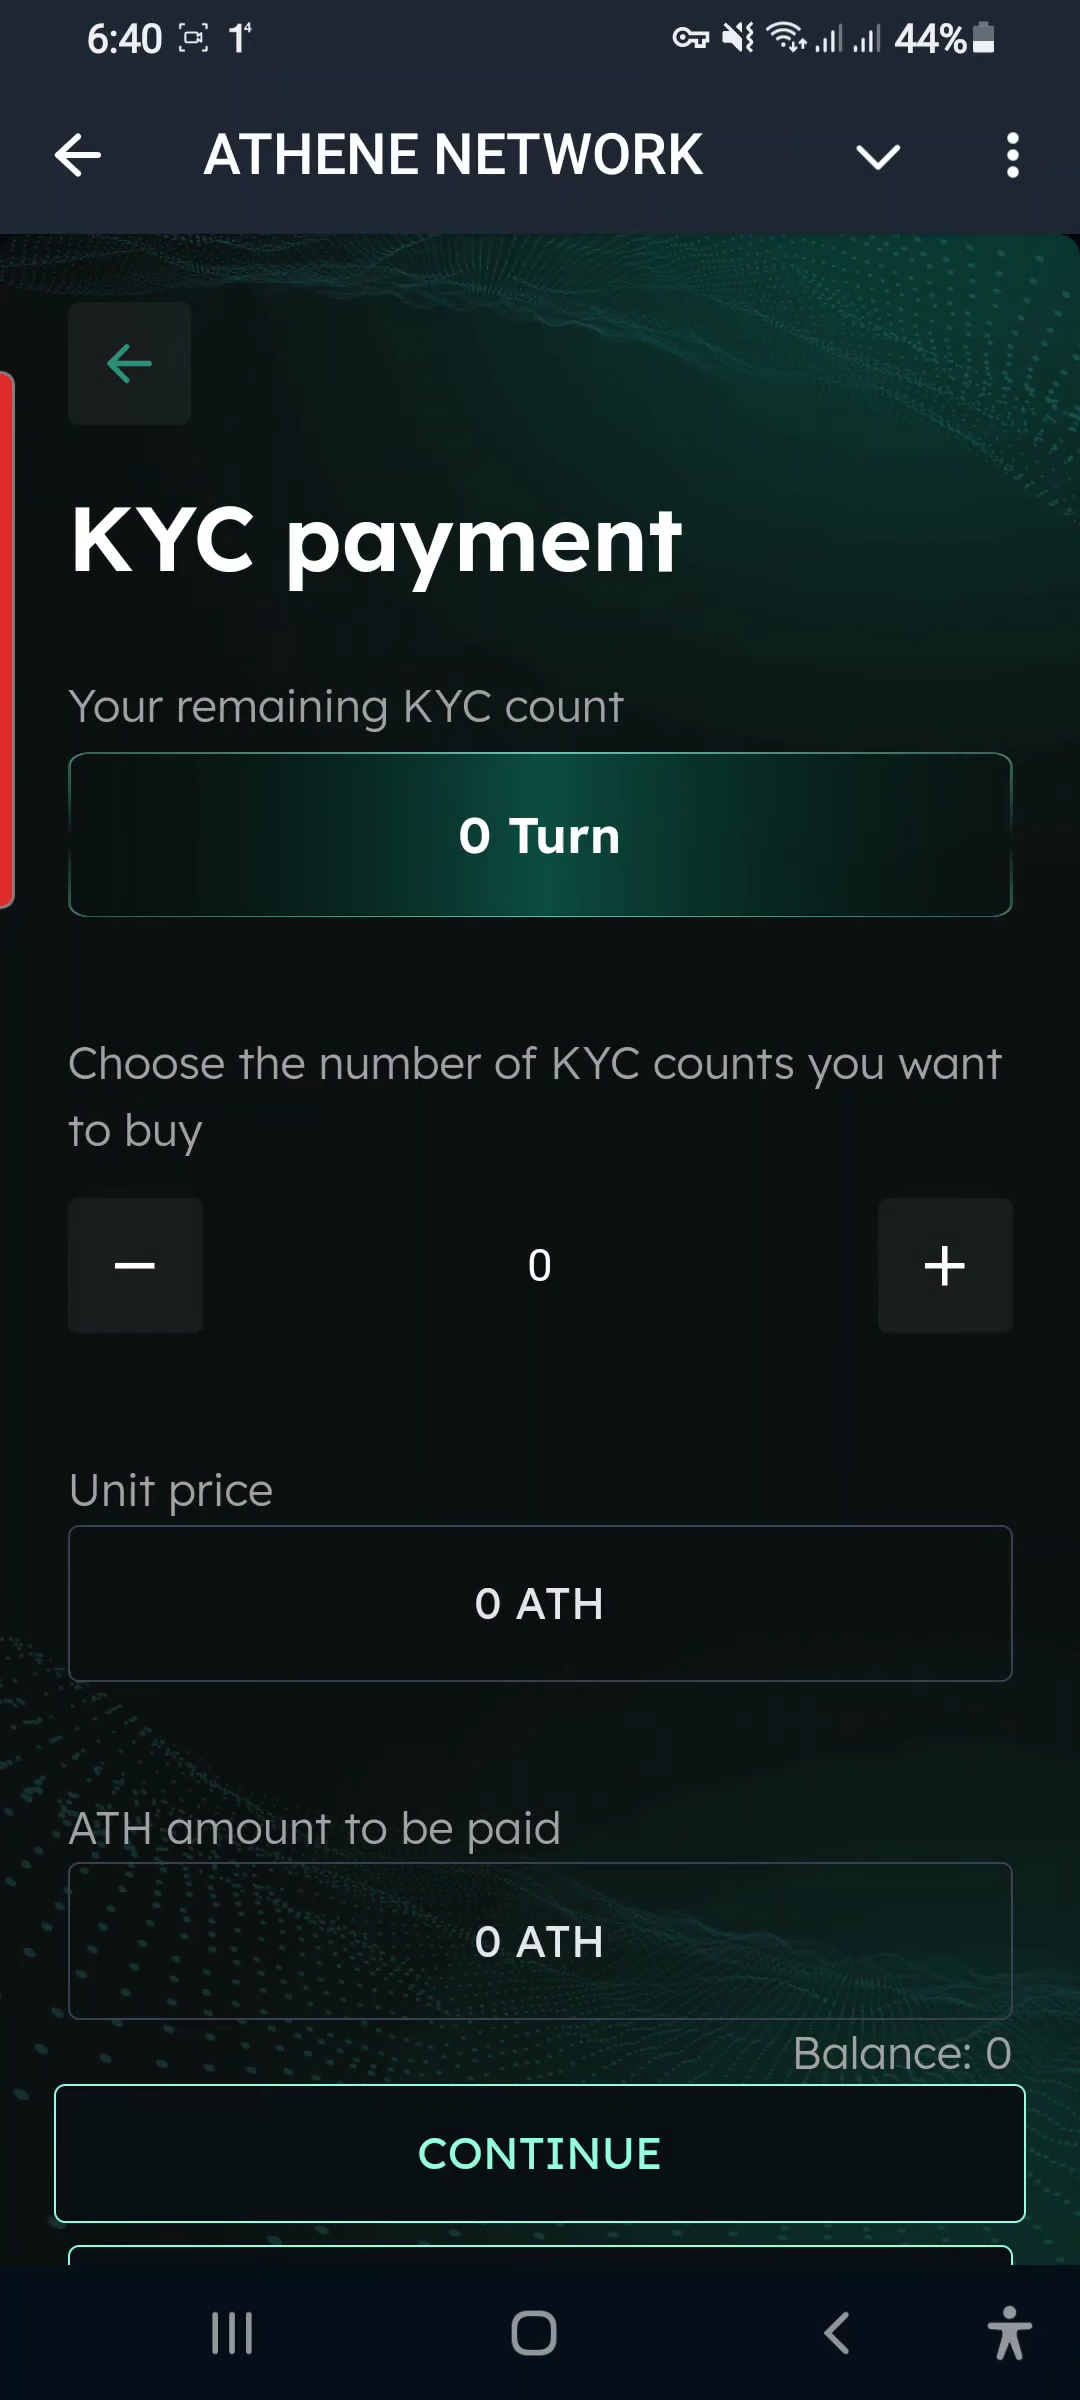 6:40 1⁴ 44%
ATHENE NETWORK
KYC payment
Your remaining KYC count
0 Turn
Choose the number of KYC counts you want
to buy
0
Unit price
0 ATH
ATH amount to be paid
0 ATH
Balance: 0
CONTINUE